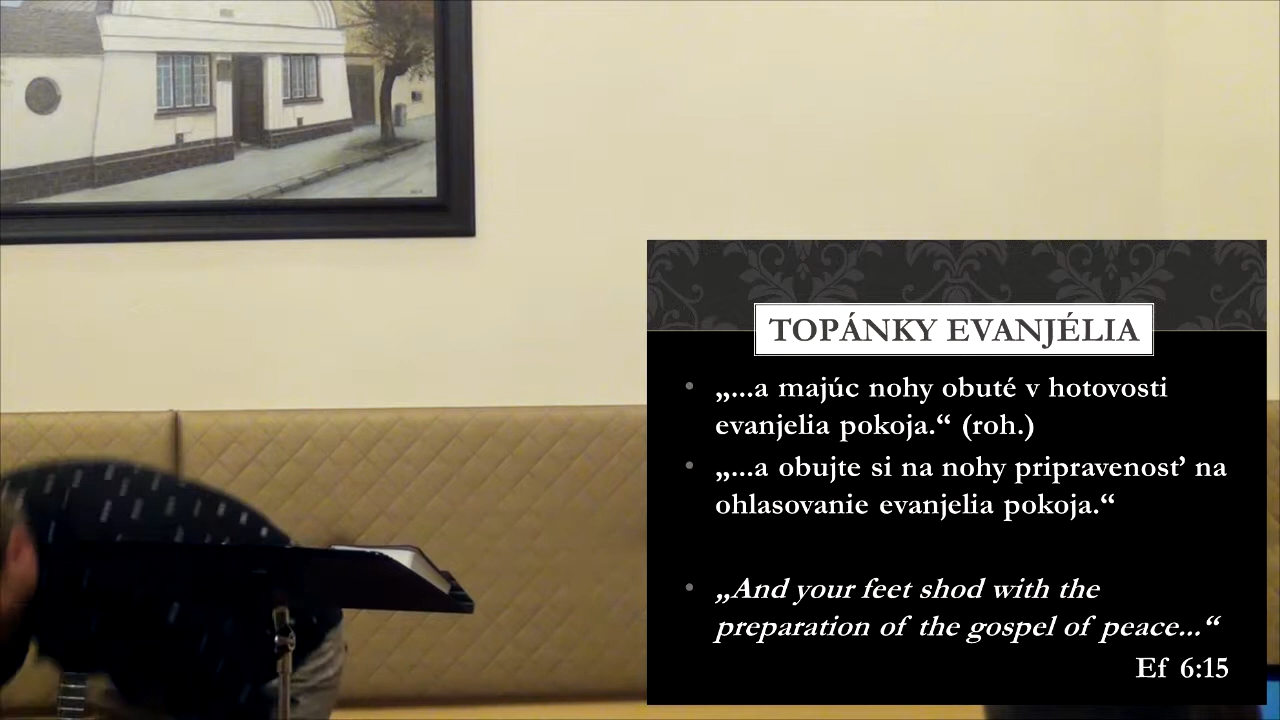 TOPÁNKY EVANJÉLIA
• „...a majúc nohy obuté v hotovosti
evanjelia pokoja.“ (roh.)
• „...a obujte si na nohy pripravenosť na
ohlasovanie evanjelia pokoja.“
• „And your feet shod with the
preparation of the gospel of peace...“
Ef 6:15